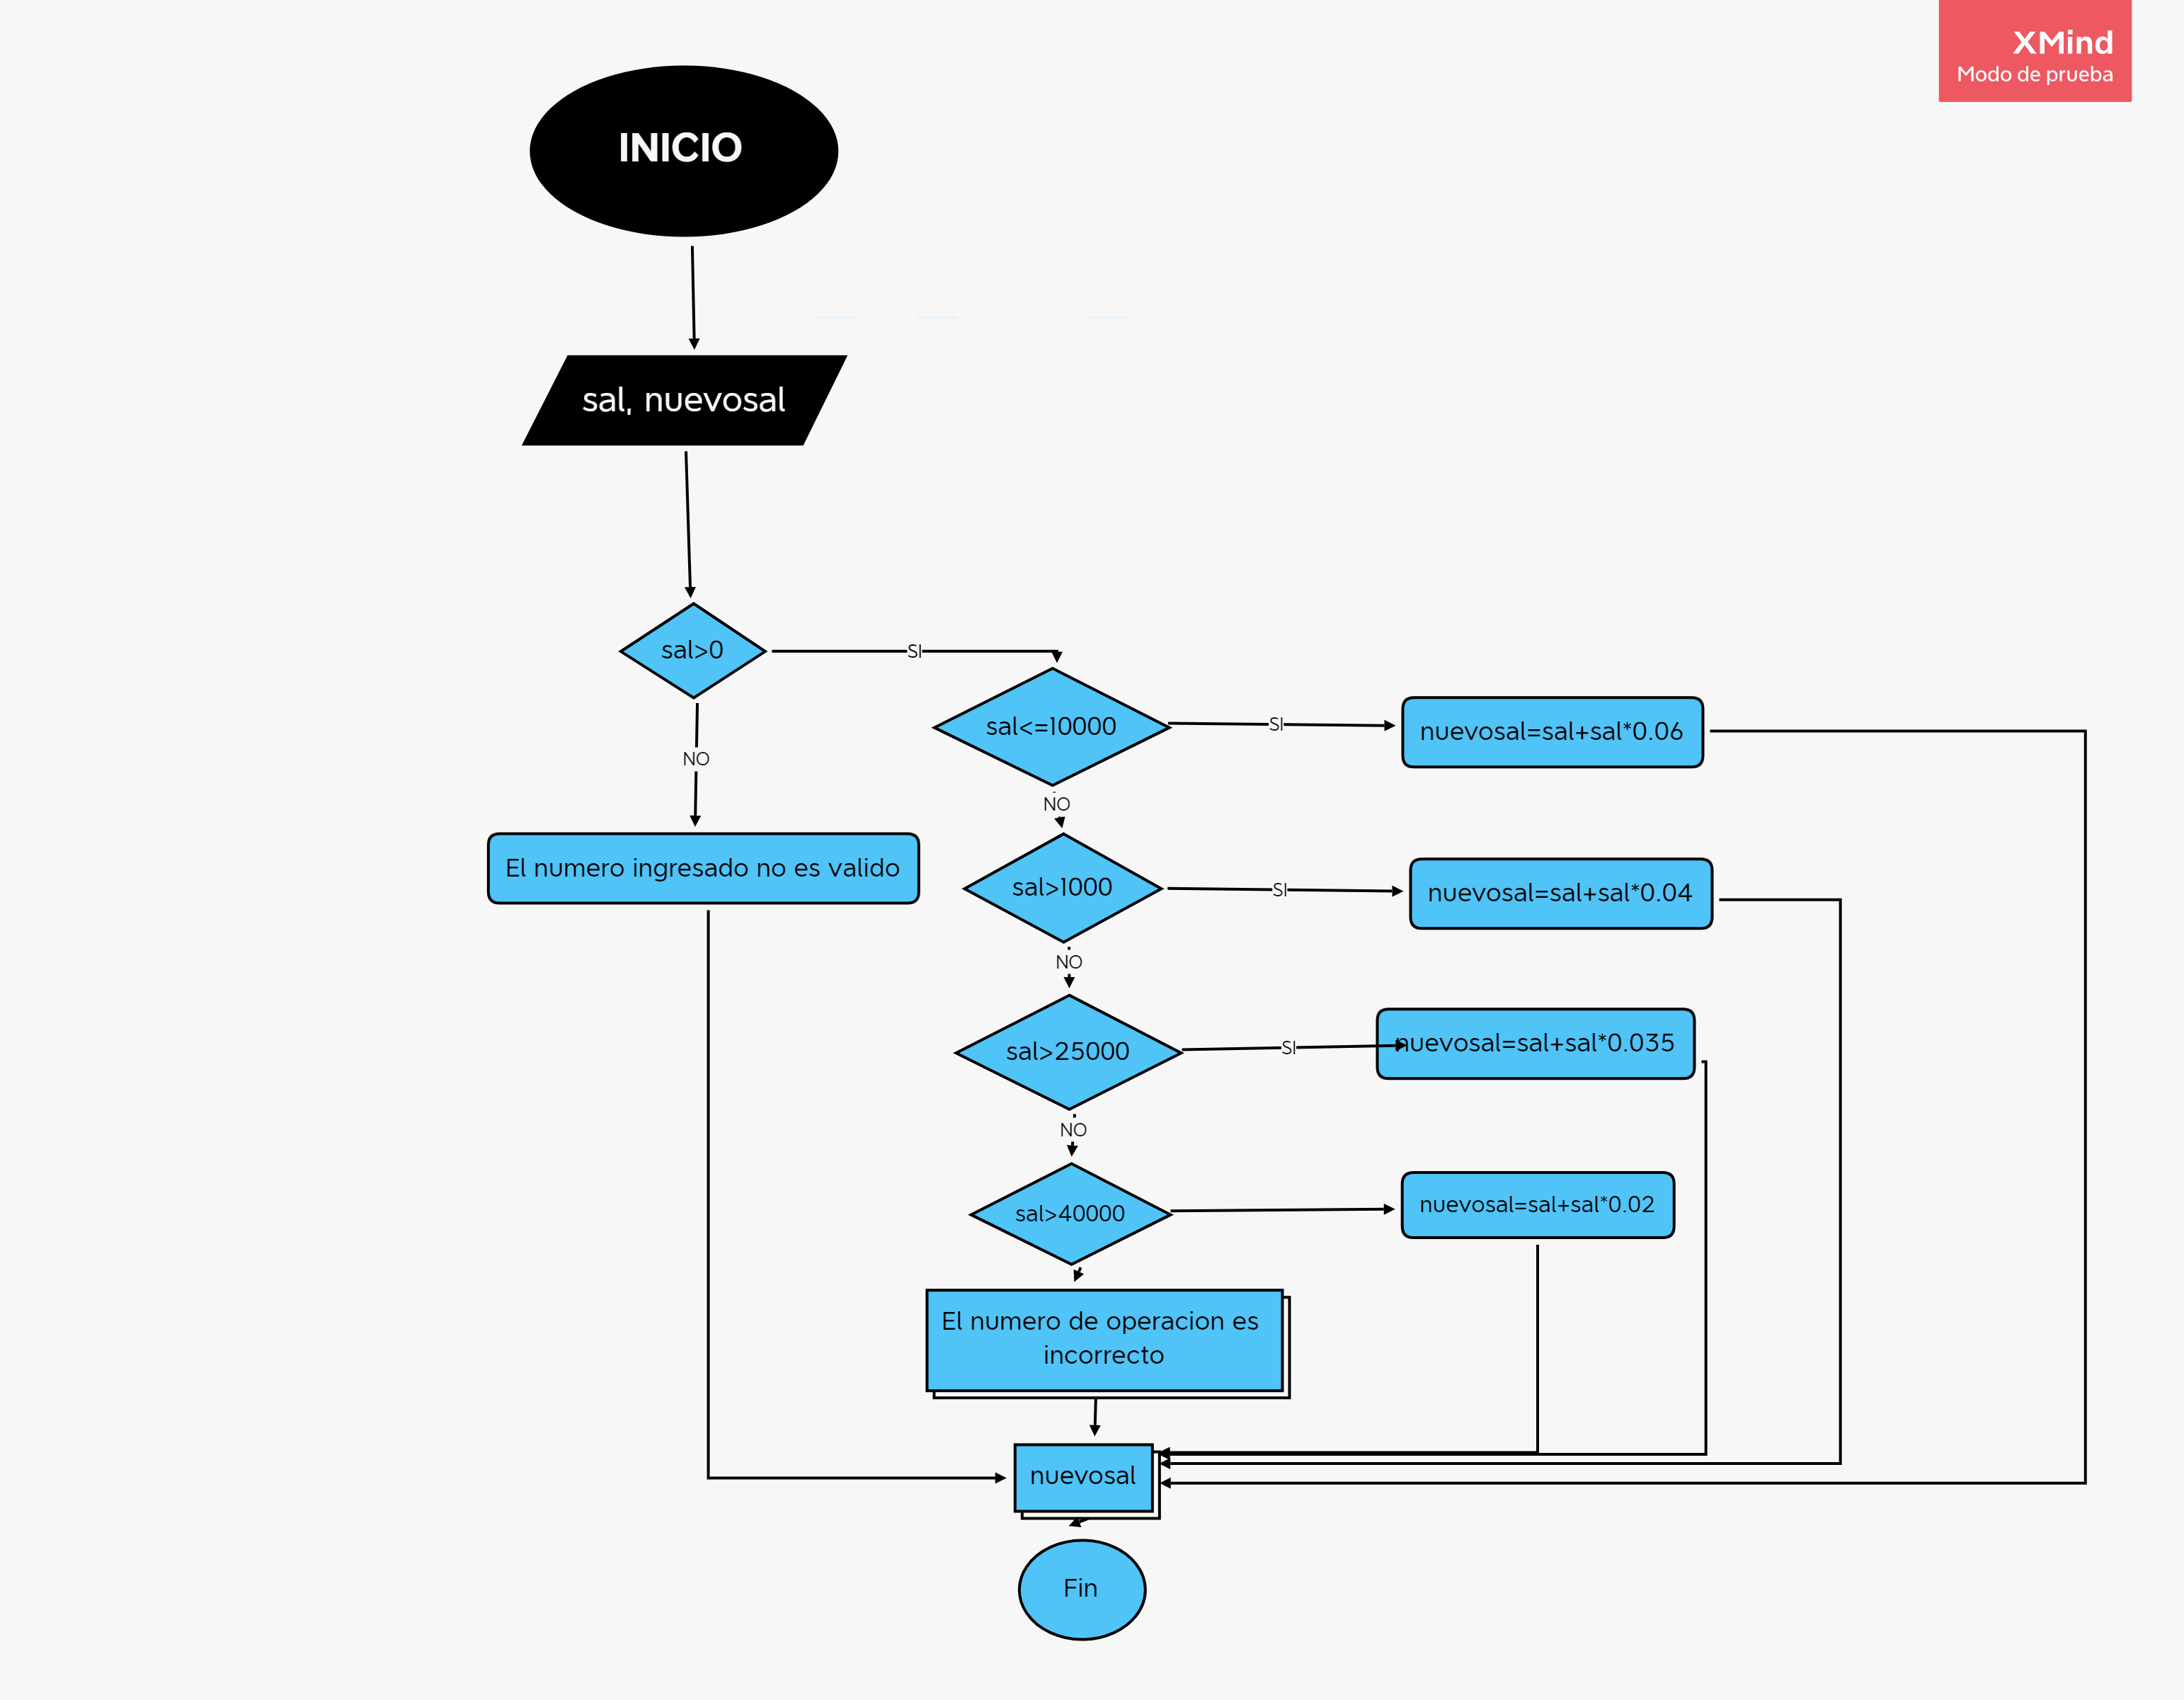 XMind
Modo de prueba
INICIO
sal, nuevosal
sal>0
SI
sal<=10000
SI
nuevosal=sal+sal*0.06
NO
NO
El numero ingresado no es valido
sal>1000
SI
nuevosal=sal+sal*0.04
NO
sal>25000
SI
nuevosal=sal+sal*0.035
NO
sal>40000
nuevosal=sal+sal*0.02
El numero de operacion es
incorrecto
nuevosal
Fin